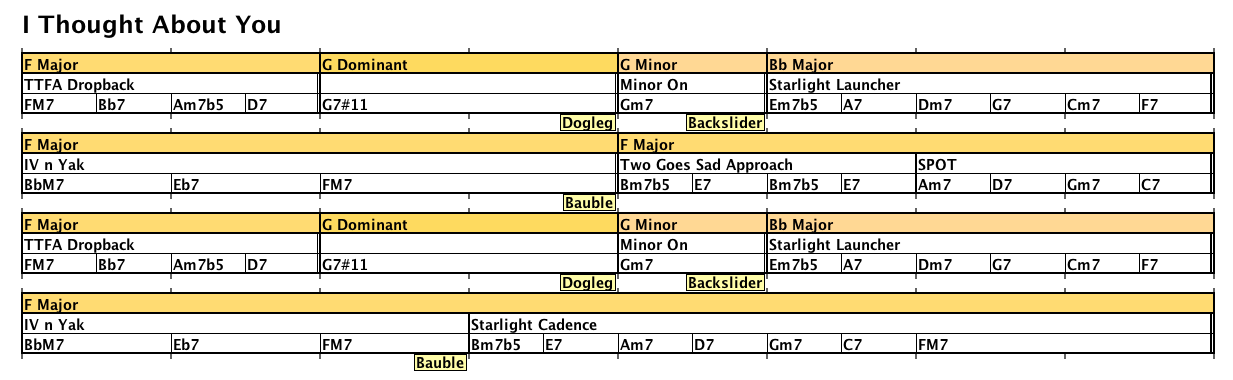 I Thought About You
F Major G Dominant G Minor Bb Major
TTFA Dropback Minor On Starlight Launcher
FM7 Bb7 Am7b5 D7 G7#11 Gm7 Em7b5 A7 Dm7 G7 Cm7 F7
Dogleg Backslider
F Major F Major
IV n Yak Two Goes Sad Approach SPOT
BbM7 Eb7 FM7 Bm7b5 E7 Bm7b5 E7 Am7 D7 Gm7 C7
Bauble
F Major G Dominant G Minor Bb Major
TTFA Dropback Minor On Starlight Launcher
FM7 Bb7 Am7b5 D7 G7#11 Gm7 Em7b5 A7 Dm7 G7 Cm7 F7
Dogleg Backslider
F Major
IV n Yak Starlight Cadence
BbM7 Eb7 FM7 Bm7b5 E7 Am7 D7 Gm7 C7 FM7
Bauble